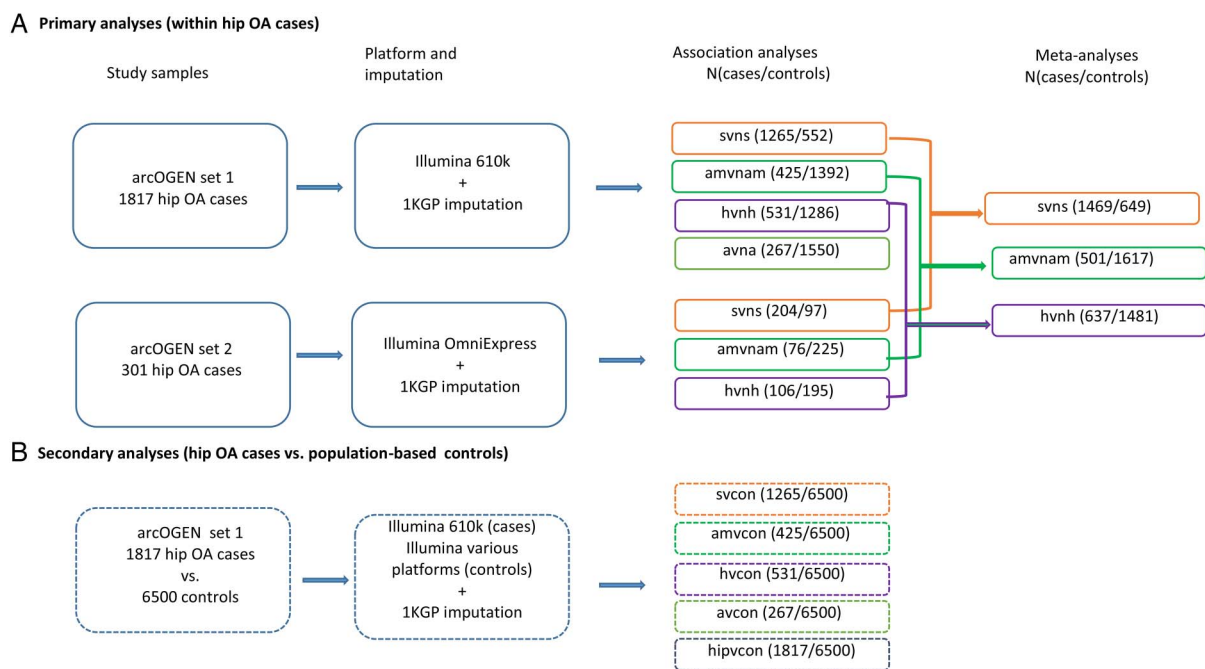 A Primary analyses (within hip OA cases)
Study samples
Platform and
imputation
Association analyses
N(cases/controls)
Meta-analyses
N(cases/controls)
arcOGEN set 1
1817 hip OA cases
Illumina 610k
+
1KGP imputation
svns (1265/552)
amvnam (425/1392)
hvnh (531/1286)
avna (267/1550)
svns (1469/649)
amvnam (501/1617)
hvnh (637/1481)
arcOGEN set 2
301 hip OA cases
Illumina OmniExpress
+
1KGP imputation
svns (204/97)
amvnam (76/225)
hvnh (106/195)
B Secondary analyses (hip OA cases vs. population-based controls)
arcOGEN set 1
1817 hip OA cases
vs.
6500 controls
Illumina 610k (cases)
Illumina various
platforms (controls)
+
1KGP imputation
svcon (1265/6500)
amvcon (425/6500)
hvcon (531/6500)
avcon (267/6500)
hipvcon (1817/6500)